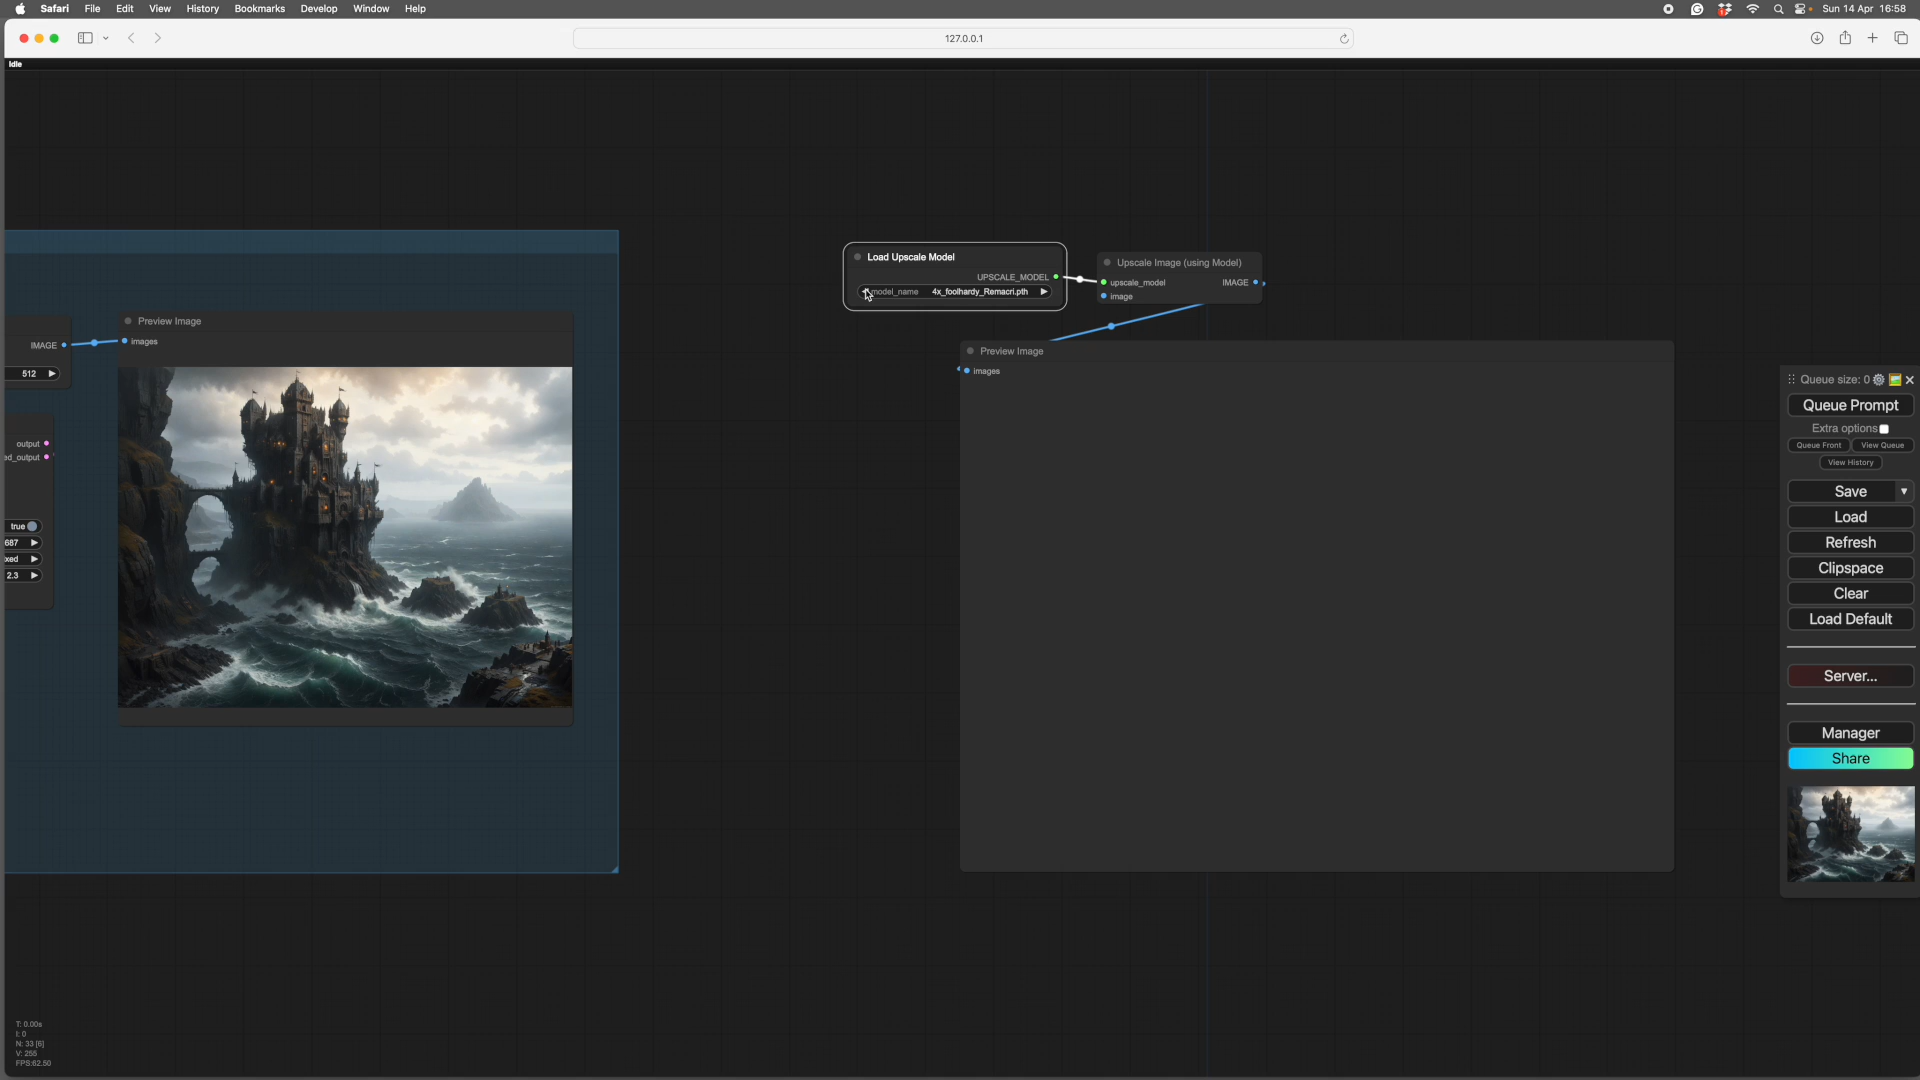 Safari File Edit View History Bookmarks Develop Window Help Sun 14 Apr 16:58
127.0.0.1
Idle
Load Upscale Model
UPSCALE_MODEL
model_name 4x_foolhardy_Remacri.pth
Upscale Image (using Model)
upscale_model IMAGE
image
Preview Image
images
IMAGE
512
output
ed_output
true
687
xed
2.3
Preview Image
images
Queue size: 0
Queue Prompt
Extra options
Queue Front View Queue
View History
Save
Load
Refresh
Clipspace
Clear
Load Default
Server...
Manager
Share
T: 0.00s
I: 0
N: 33 [6]
V: 255
FPS:62.50